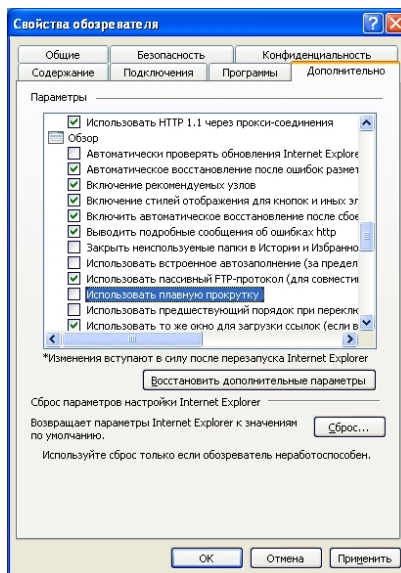 Свойства обозревателя
Общие
Безопасность
Конфиденциальность
Содержание
Подключения
Программы
Дополнительно
Параметры
Использовать HTTP 1.1 через прокси-соединения
Обзор
Автоматически проверять обновления Internet Explore
Автоматическое восстановление после ошибок размет
Включение рекомендуемых узлов
Включение стилей отображения для кнопок и иных эл
Включить автоматическое восстановление после сбое
Выводить подробные сообщения об ошибках http
Закрыть неиспользуемые папки в Истории и Избранно
Использовать встроенное автозаполнение (за предел
Использовать пассивный FTP-протокол (для совместим
Использовать плавную прокрутку
Использовать предшествующий порядок при переклю
Использовать то же окно для загрузки ссылок (если в
*Изменения вступают в силу после перезапуска Internet Explorer
Восстановить дополнительные параметры
Сброс параметров настройки Internet Explorer
Возвращает параметры Internet Explorer к значениям
по умолчанию.
Сброс...
Используйте сброс только если обозреватель неработоспособен.
ОК
Отмена
Применить